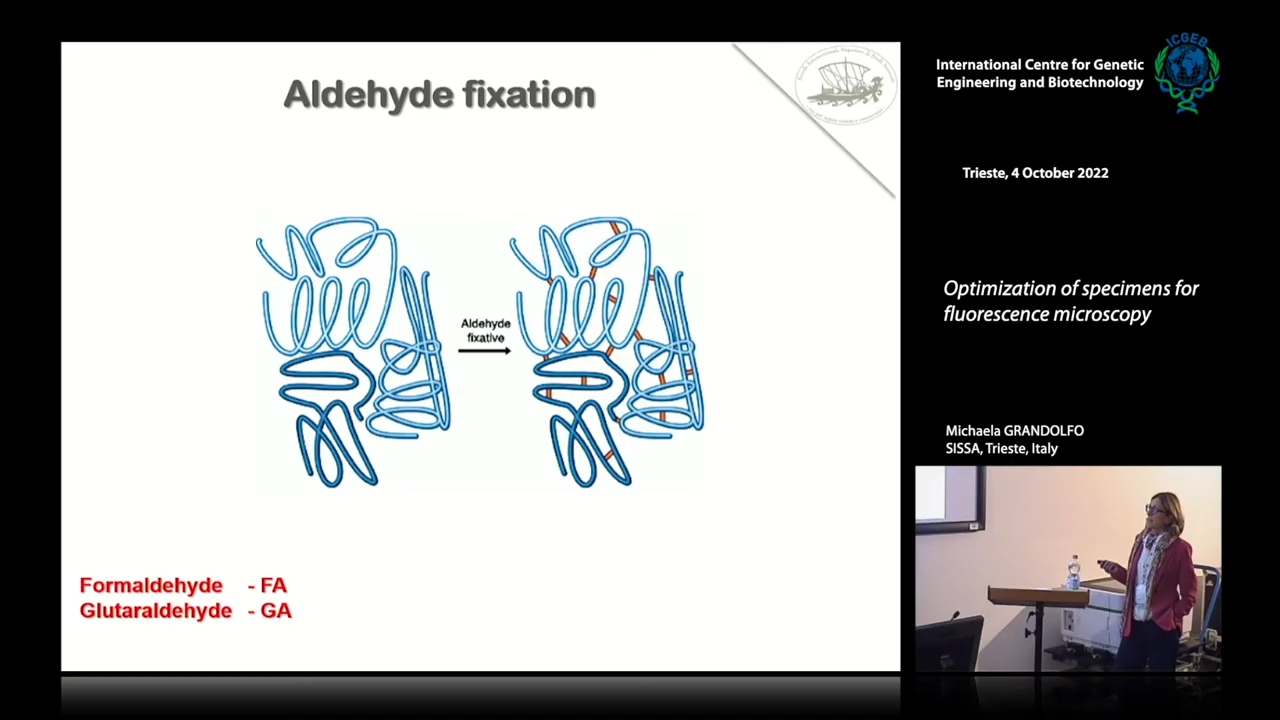 Aldehyde fixation
Aldehyde
fixative
Formaldehyde - FA
Glutaraldehyde - GA
ICGEB
International Centre for Genetic
Engineering and Biotechnology
Trieste, 4 October 2022
Optimization of specimens for
fluorescence microscopy
Michaela GRANDOLFO
SISSA, Trieste, Italy